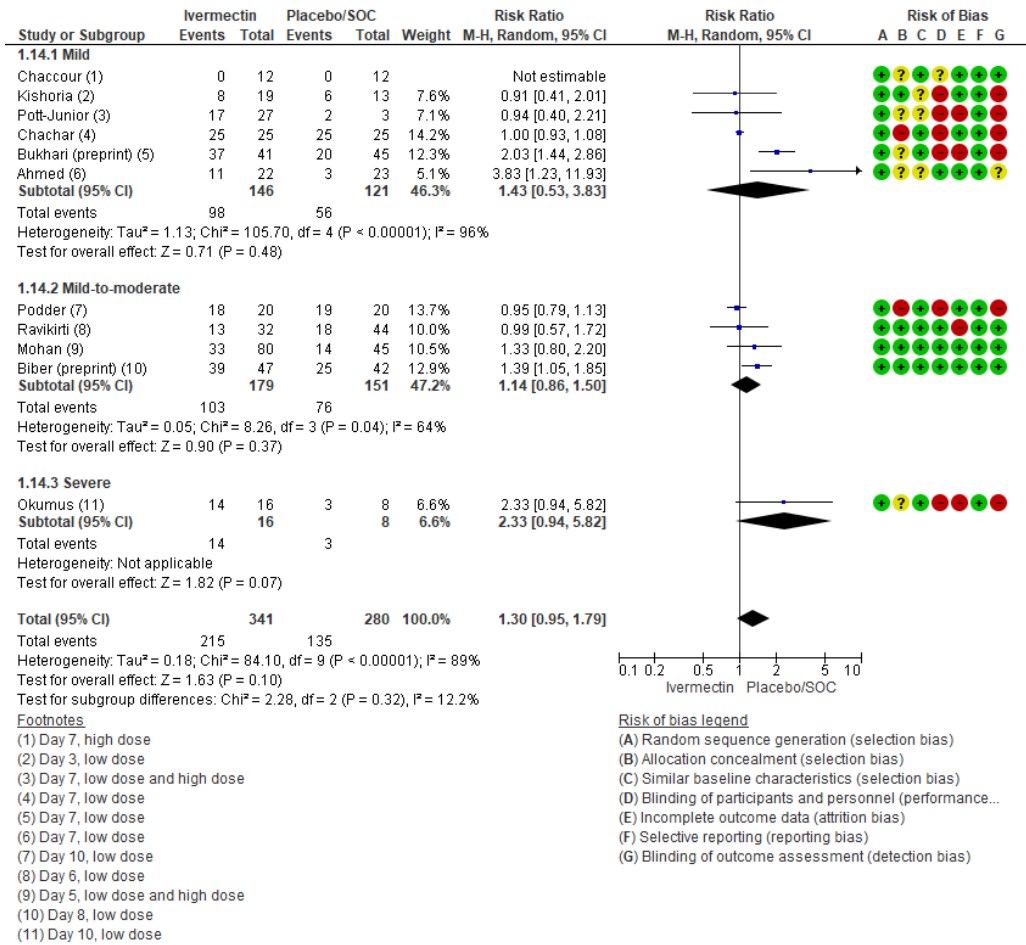 Ivermectin Placebo/SOC Risk Ratio Risk Ratio Risk of Bias
Study or Subgroup Events Total Events Total Weight M-H, Random, 95% CI M-H, Random, 95% CI A B C D E F G
1.14.1 Mild
Chaccour (1) 0 12 0 12 Not estimable + ? + ? + + +
Kishoria (2) 8 19 6 13 7.6% 0.91 [0.41, 2.01] + + ? − + + −
Pott-Junior (3) 17 27 2 3 7.1% 0.94 [0.40, 2.21] + ? ? − − + −
Chachar (4) 25 25 25 25 14.2% 1.00 [0.93, 1.08] + − + − + + −
Bukhari (preprint) (5) 37 41 20 45 12.3% 2.03 [1.44, 2.86] + ? + − − + −
Ahmed (6) 11 22 3 23 5.1% 3.83 [1.23, 11.93] + ? ? − + + ?
Subtotal (95% CI) 146 121 46.3% 1.43 [0.53, 3.83]
Total events 98 56
Heterogeneity: Tau² = 1.13; Chi² = 105.70, df = 4 (P < 0.00001); I² = 96%
Test for overall effect: Z = 0.71 (P = 0.48)
1.14.2 Mild-to-moderate
Podder (7) 18 20 19 20 13.7% 0.95 [0.79, 1.13] + − + − + + −
Ravikirti (8) 13 32 18 44 10.0% 0.99 [0.57, 1.72] + + + + − + +
Mohan (9) 33 80 14 45 10.5% 1.33 [0.80, 2.20] + + + + + + +
Biber (preprint) (10) 39 47 25 42 12.9% 1.39 [1.05, 1.85] + + + + + + +
Subtotal (95% CI) 179 151 47.2% 1.14 [0.86, 1.50]
Total events 103 76
Heterogeneity: Tau² = 0.05; Chi² = 8.26, df = 3 (P = 0.04); I² = 64%
Test for overall effect: Z = 0.90 (P = 0.37)
1.14.3 Severe
Okumus (11) 14 16 3 8 6.6% 2.33 [0.94, 5.82] + ? + − − + −
Subtotal (95% CI) 16 8 6.6% 2.33 [0.94, 5.82]
Total events 14 3
Heterogeneity: Not applicable
Test for overall effect: Z = 1.82 (P = 0.07)
Total (95% CI) 341 280 100.0% 1.30 [0.95, 1.79]
Total events 215 135
Heterogeneity: Tau² = 0.18; Chi² = 84.10, df = 9 (P < 0.00001); I² = 89%
Test for overall effect: Z = 1.63 (P = 0.10)
Test for subgroup differences: Chi² = 2.28, df = 2 (P = 0.32), I² = 12.2%
0.1 0.2 0.5 1 2 5 10
Ivermectin Placebo/SOC
Footnotes
(1) Day 7, high dose
(2) Day 3, low dose
(3) Day 7, low dose and high dose
(4) Day 7, low dose
(5) Day 7, low dose
(6) Day 7, low dose
(7) Day 10, low dose
(8) Day 6, low dose
(9) Day 5, low dose and high dose
(10) Day 8, low dose
(11) Day 10, low dose
Risk of bias legend
(A) Random sequence generation (selection bias)
(B) Allocation concealment (selection bias)
(C) Similar baseline characteristics (selection bias)
(D) Blinding of participants and personnel (performance...
(E) Incomplete outcome data (attrition bias)
(F) Selective reporting (reporting bias)
(G) Blinding of outcome assessment (detection bias)